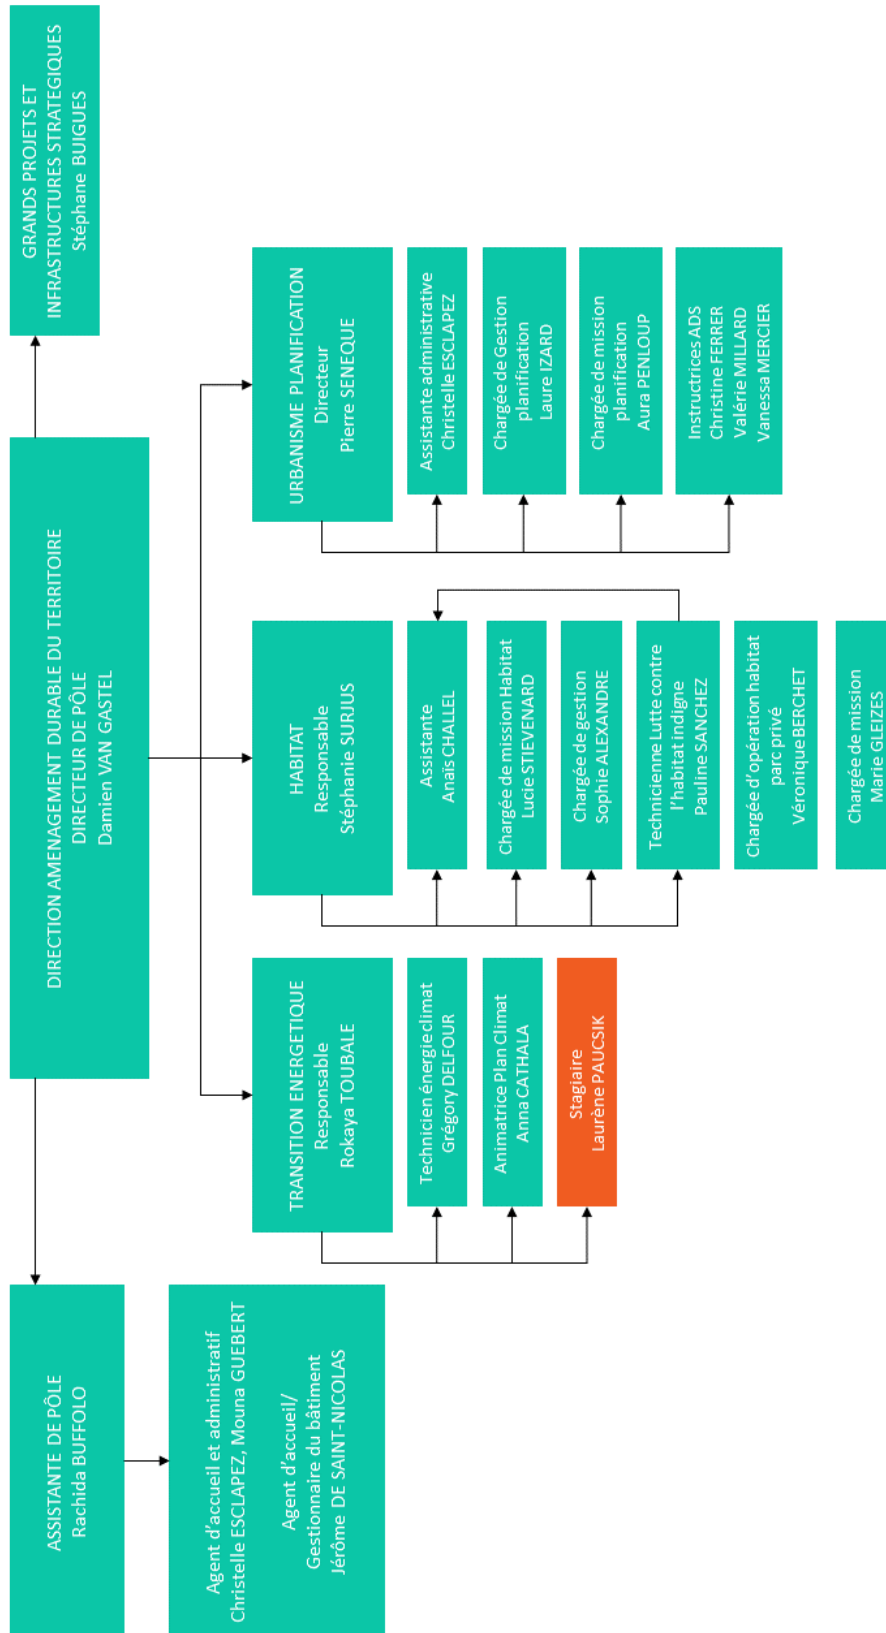 DIRECTION AMENAGEMENT DURABLE DU TERRITOIRE
DIRECTEUR DE PÔLE
Damien VAN GASTEL
ASSISTANTE DE PÔLE
Rachida BUFFOLO
GRANDS PROJETS ET
INFRASTRUCTURES STRATEGIQUES
Stéphane BUIGUES
Agent d'accueil et administratif
Christelle ESCLAPEZ, Mouna GUEBERT
Agent d'accueil/
Gestionnaire du bâtiment
Jérôme DE SAINT-NICOLAS
TRANSITION ENERGETIQUE
Responsable
Rokaya TOUBALE
Technicien énergie climat
Grégory DELFOUR
Animatrice Plan Climat
Anna CATHALA
Stagiaire
Laurène PAUCSIK
HABITAT
Responsable
Stéphanie SURJUS
Assistante
Anaïs CHALLEL
Chargée de mission Habitat
Lucie STIEVENARD
Chargée de gestion
Sophie ALEXANDRE
Technicienne Lutte contre
l'habitat indigne
Pauline SANCHEZ
Chargée d'opération habitat
parc privé
Véronique BERCHET
Chargée de mission
Marie GLEIZES
URBANISME PLANIFICATION
Directeur
Pierre SENEQUE
Assistante administrative
Christelle ESCLAPEZ
Chargée de Gestion
planification
Laure IZARD
Chargée de mission
planification
Aura PENLOUP
Instructrices ADS
Christine FERRER
Valérie MILLARD
Vanessa MERCIER